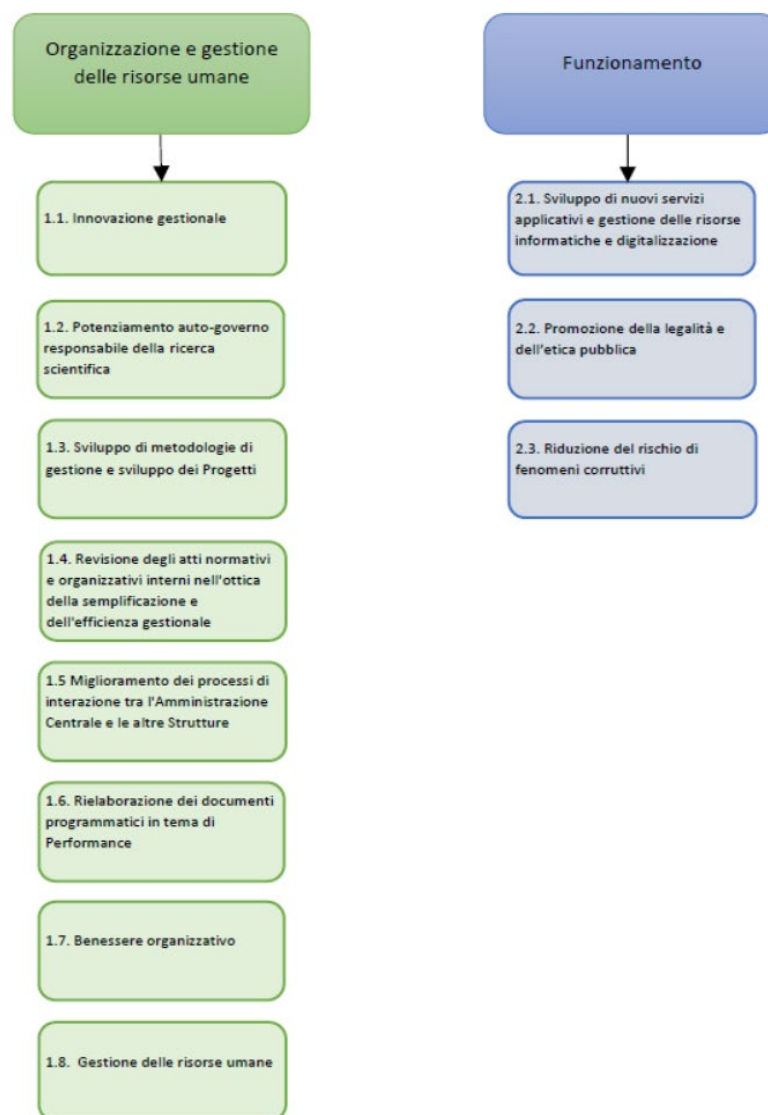 Organizzazione e gestione
delle risorse umane
1.1. Innovazione gestionale
1.2. Potenziamento auto-governo
responsabile della ricerca
scientifica
1.3. Sviluppo di metodologie di
gestione e sviluppo dei Progetti
1.4. Revisione degli atti normativi
e organizzativi interni nell'ottica
della semplificazione e
dell'efficienza gestionale
1.5 Miglioramento dei processi di
interazione tra l'Amministrazione
Centrale e le altre Strutture
1.6. Rielaborazione dei documenti
programmatici in tema di
Performance
1.7. Benessere organizzativo
1.8. Gestione delle risorse umane
Funzionamento
2.1. Sviluppo di nuovi servizi
applicativi e gestione delle risorse
informatiche e digitalizzazione
2.2. Promozione della legalità e
dell'etica pubblica
2.3. Riduzione del rischio di
fenomeni corruttivi